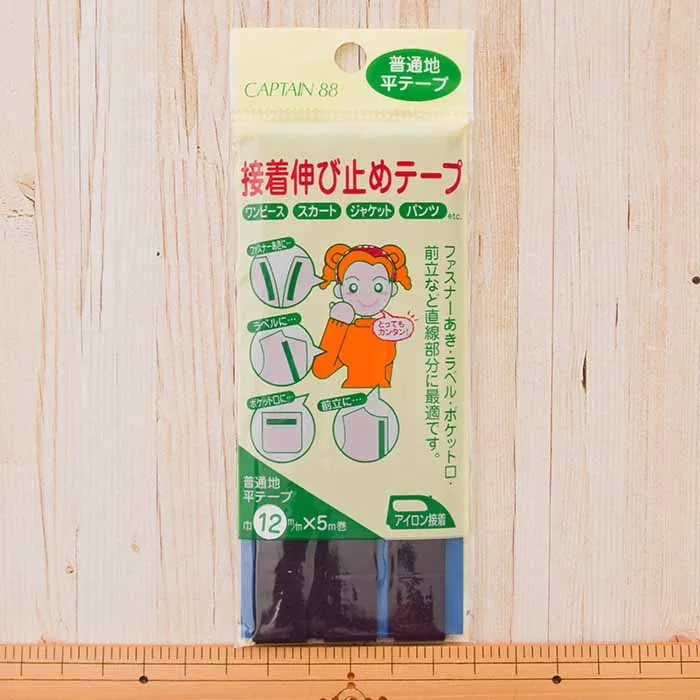 CAPTAIN 88
普通地
平テープ
接着伸び止めテープ
ワンピース スカート ジャケット パンツ etc.
ファスナーあきに…
ラペルに…
ポケット口に…
前立に…
とっても
カンタン!
ファスナーあき・ラペル・ポケット口・
前立など直線部分に最適です。
普通地
平テープ
巾12m/m×5m巻
アイロン接着
88